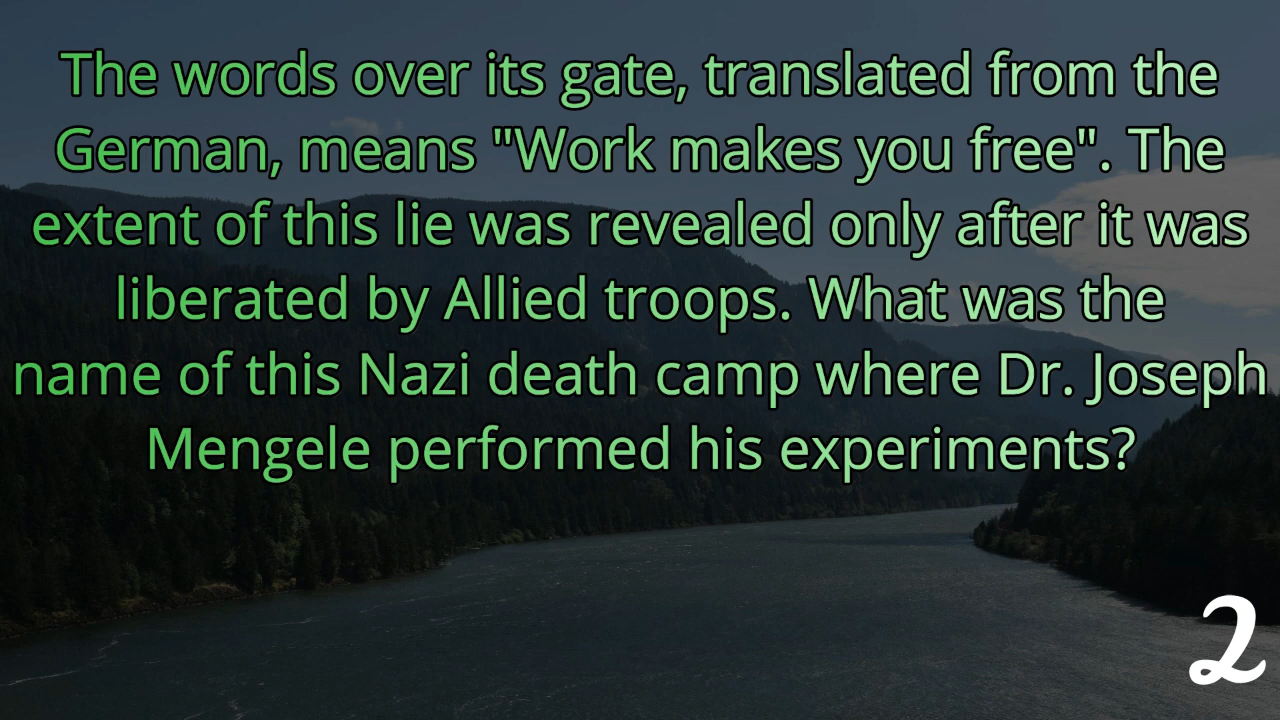 The words over its gate, translated from the
German, means "Work makes you free". The
extent of this lie was revealed only after it was
liberated by Allied troops. What was the
name of this Nazi death camp where Dr. Joseph
Mengele performed his experiments?
2